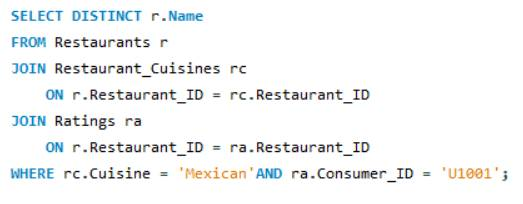 SELECT DISTINCT r.Name
FROM Restaurants r
JOIN Restaurant_Cuisines rc
    ON r.Restaurant_ID = rc.Restaurant_ID
JOIN Ratings ra
    ON r.Restaurant_ID = ra.Restaurant_ID
WHERE rc.Cuisine = 'Mexican'AND ra.Consumer_ID = 'U1001';